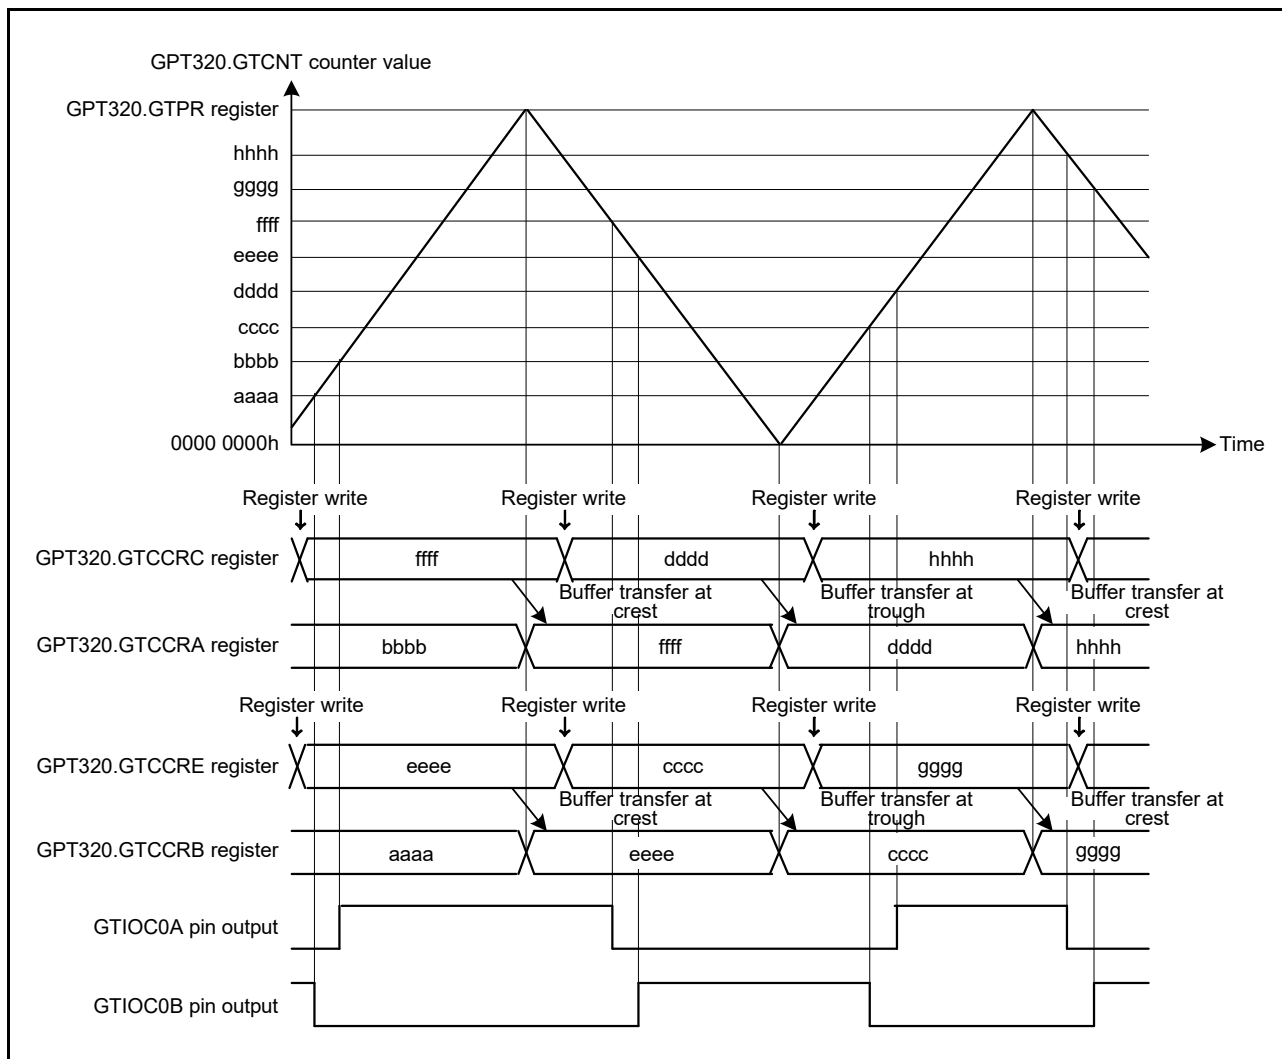 GPT320.GTCNT counter value
GPT320.GTPR register
hhhh
gggg
ffff
eeee
dddd
cccc
bbbb
aaaa
0000 0000h
Time
Register write Register write Register write Register write
GPT320.GTCCRC register ffff dddd hhhh
Buffer transfer at crest
Buffer transfer at trough
Buffer transfer at crest
GPT320.GTCCRA register bbbb ffff dddd hhhh
Register write Register write Register write Register write
GPT320.GTCCRE register eeee cccc gggg
Buffer transfer at crest
Buffer transfer at trough
Buffer transfer at crest
GPT320.GTCCRB register aaaa eeee cccc gggg
GTIOC0A pin output
GTIOC0B pin output